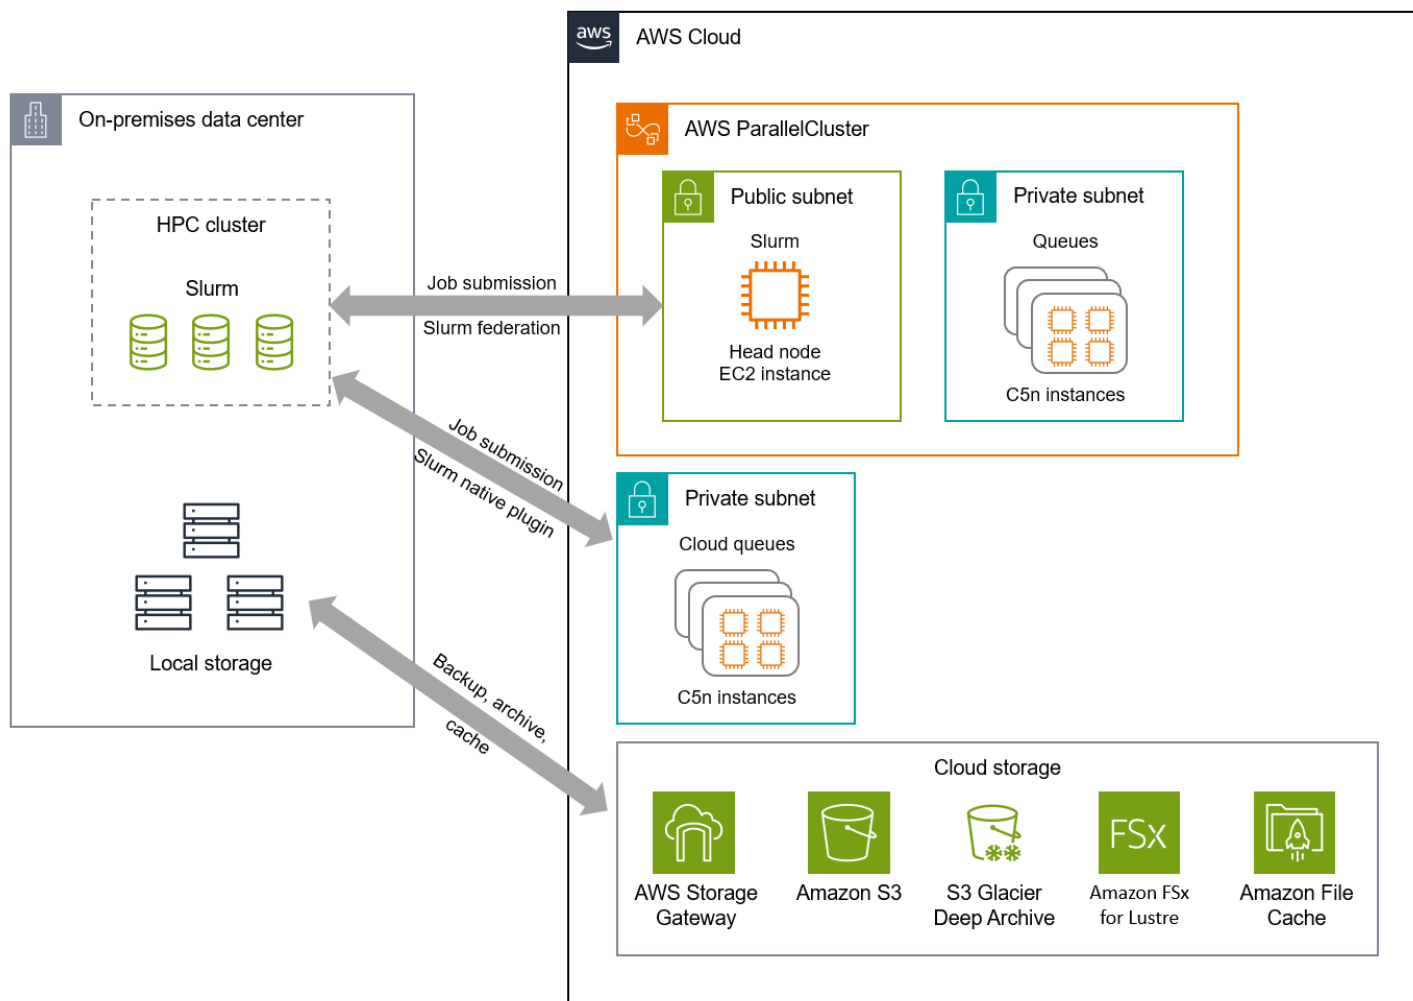 aws
AWS Cloud
On-premises data center
HPC cluster
Slurm
Local storage
Job submission
Slurm federation
Job submission
Slurm native plugin
Backup, archive,
cache
AWS ParallelCluster
Public subnet
Slurm
Head node
EC2 instance
Private subnet
Queues
C5n instances
Private subnet
Cloud queues
C5n instances
Cloud storage
AWS Storage
Gateway
Amazon S3
S3 Glacier
Deep Archive
FSx
Amazon FSx
for Lustre
Amazon File
Cache